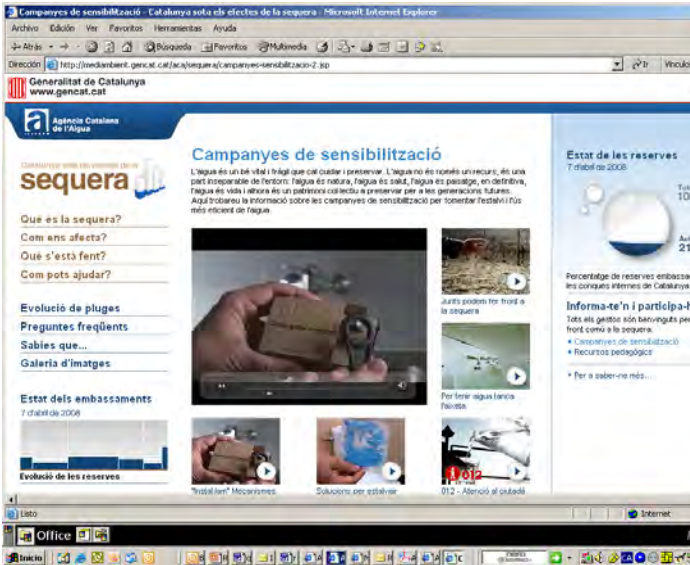 Campanyes de sensibilització - Catalunya sota els efectes de la sequera - Microsoft Internet Explorer
Archivo Edición Ver Favoritos Herramientas Ayuda
Atrás Búsqueda Favoritos Multimedia
Dirección http://mediambient.gencat.cat/aca/sequera/campanyes-sensibilitzacio-2.jsp Ir Vínculos
Generalitat de Catalunya
www.gencat.cat
Agència Catalana
de l'Aigua
sequera
Què es la sequera?
Com ens afecta?
Què s'està fent?
Com pots ajudar?
Evolució de pluges
Preguntes freqüents
Sabies que...
Galeria d'imatges
Estat dels embassaments
7 d'abril de 2008
Evolució de les reserves
Campanyes de sensibilització
L'aigua és un bé vital i fràgil que cal cuidar i preservar. L'aigua no és només un recurs, és una
part inseparable de l'entorn: l'aigua és natura, l'aigua és salut, l'aigua és paisatge, en definitiva,
l'aigua és vida i alhora és un patrimoni col·lectiu a preservar per a les generacions futures.
Aquí trobareu la informació sobre les campanyes de sensibilització per fomentar l'estalvi i l'ús
més eficient de l'aigua.
Junts podem fer front a
la sequera
Per tenir aigua tanca
l'aixeta
"Instal·lem" Mecanismes
Solucions per estalviar
012
012 - Atenció al ciutadà
Estat de les reserves
7 d'abril de 2008
10
21
Percentatge de reserves embassa
les conques internes de Catalunya
Informa-te'n i participa-h
Tots els gestos són benvinguts per
front comú a la sequera.
Campanyes de sensibilització
Recursos pedagògics
Per a saber-ne més...
Listo Internet
Office
Inicio